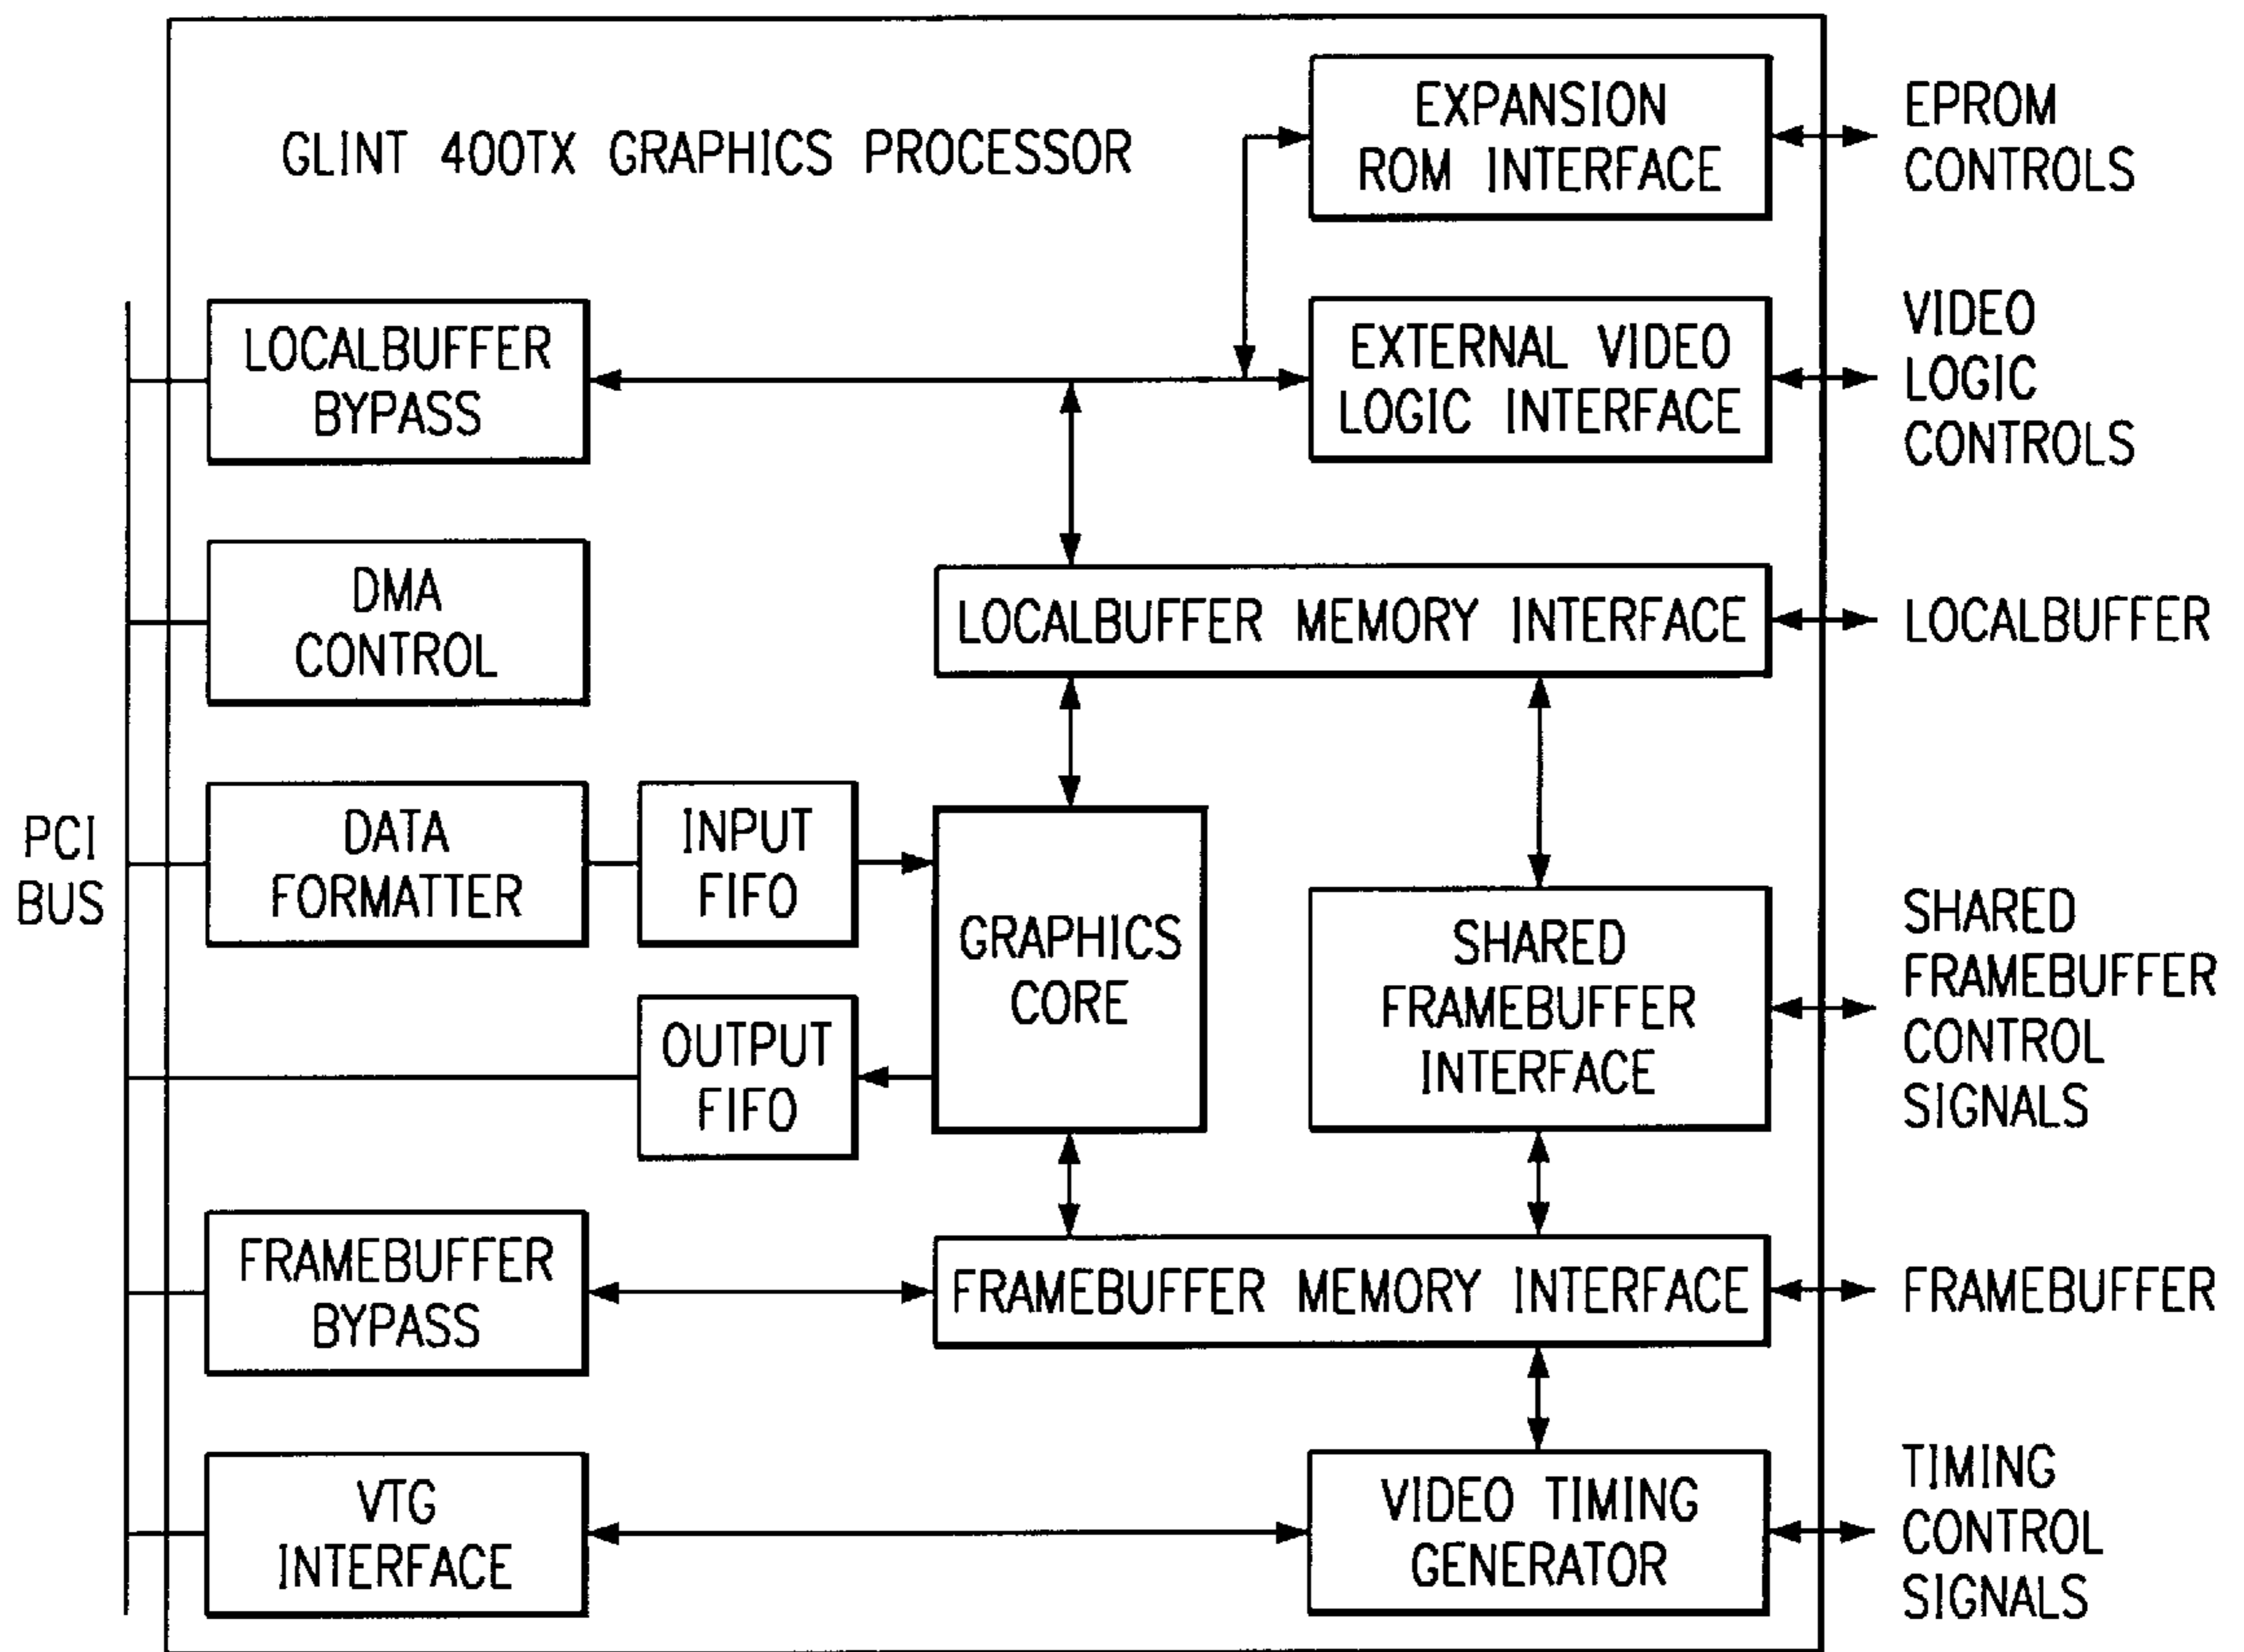 GLINT 400TX GRAPHICS PROCESSOR
EXPANSION
ROM INTERFACE
EPROM
CONTROLS
LOCALBUFFER
BYPASS
EXTERNAL VIDEO
LOGIC INTERFACE
VIDEO
LOGIC
CONTROLS
DMA
CONTROL
LOCALBUFFER MEMORY INTERFACE
LOCALBUFFER
PCI
BUS
DATA
FORMATTER
INPUT
FIFO
GRAPHICS
CORE
OUTPUT
FIFO
SHARED
FRAMEBUFFER
INTERFACE
SHARED
FRAMEBUFFER
CONTROL
SIGNALS
FRAMEBUFFER
BYPASS
FRAMEBUFFER MEMORY INTERFACE
FRAMEBUFFER
VTG
INTERFACE
VIDEO TIMING
GENERATOR
TIMING
CONTROL
SIGNALS